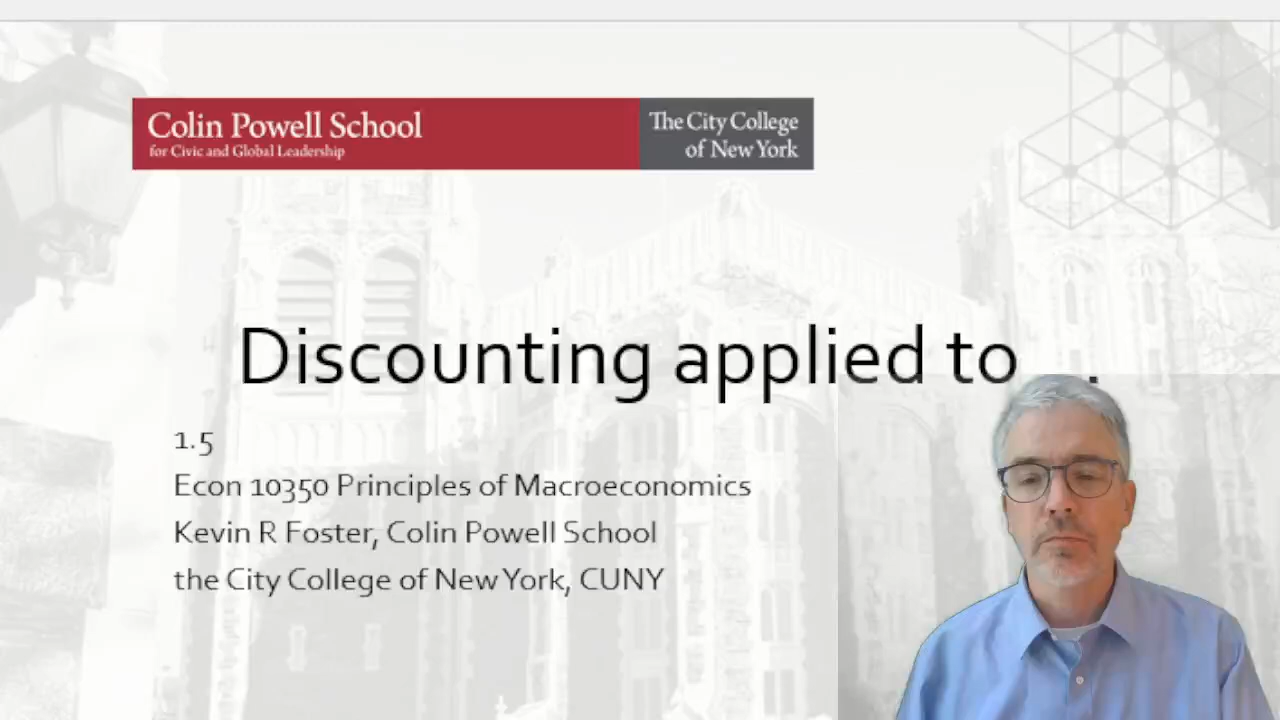 Colin Powell School
for Civic and Global Leadership
The City College
of New York
Discounting applied to
1.5
Econ 10350 Principles of Macroeconomics
Kevin R Foster, Colin Powell School
the City College of New York, CUNY